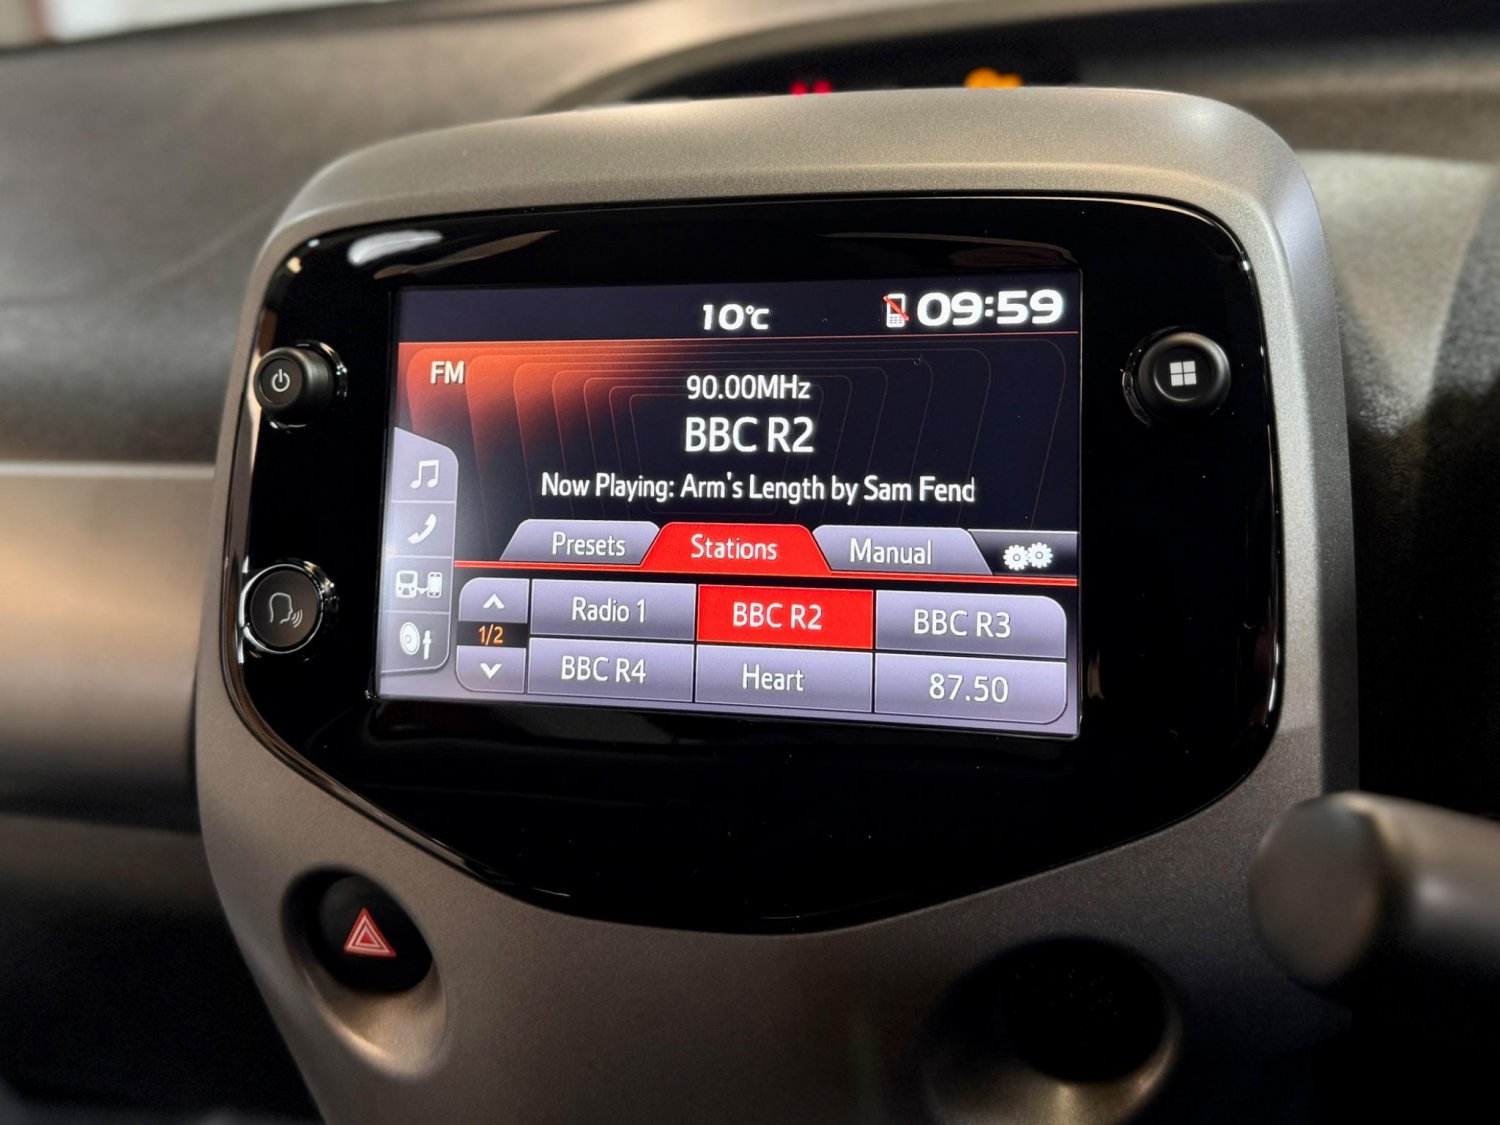 10°C
09:59
FM
90.00MHz
BBC R2
Now Playing: Arm's Length by Sam Fend
Presets Stations Manual
Radio 1 BBC R2 BBC R3
1/2
BBC R4 Heart 87.50